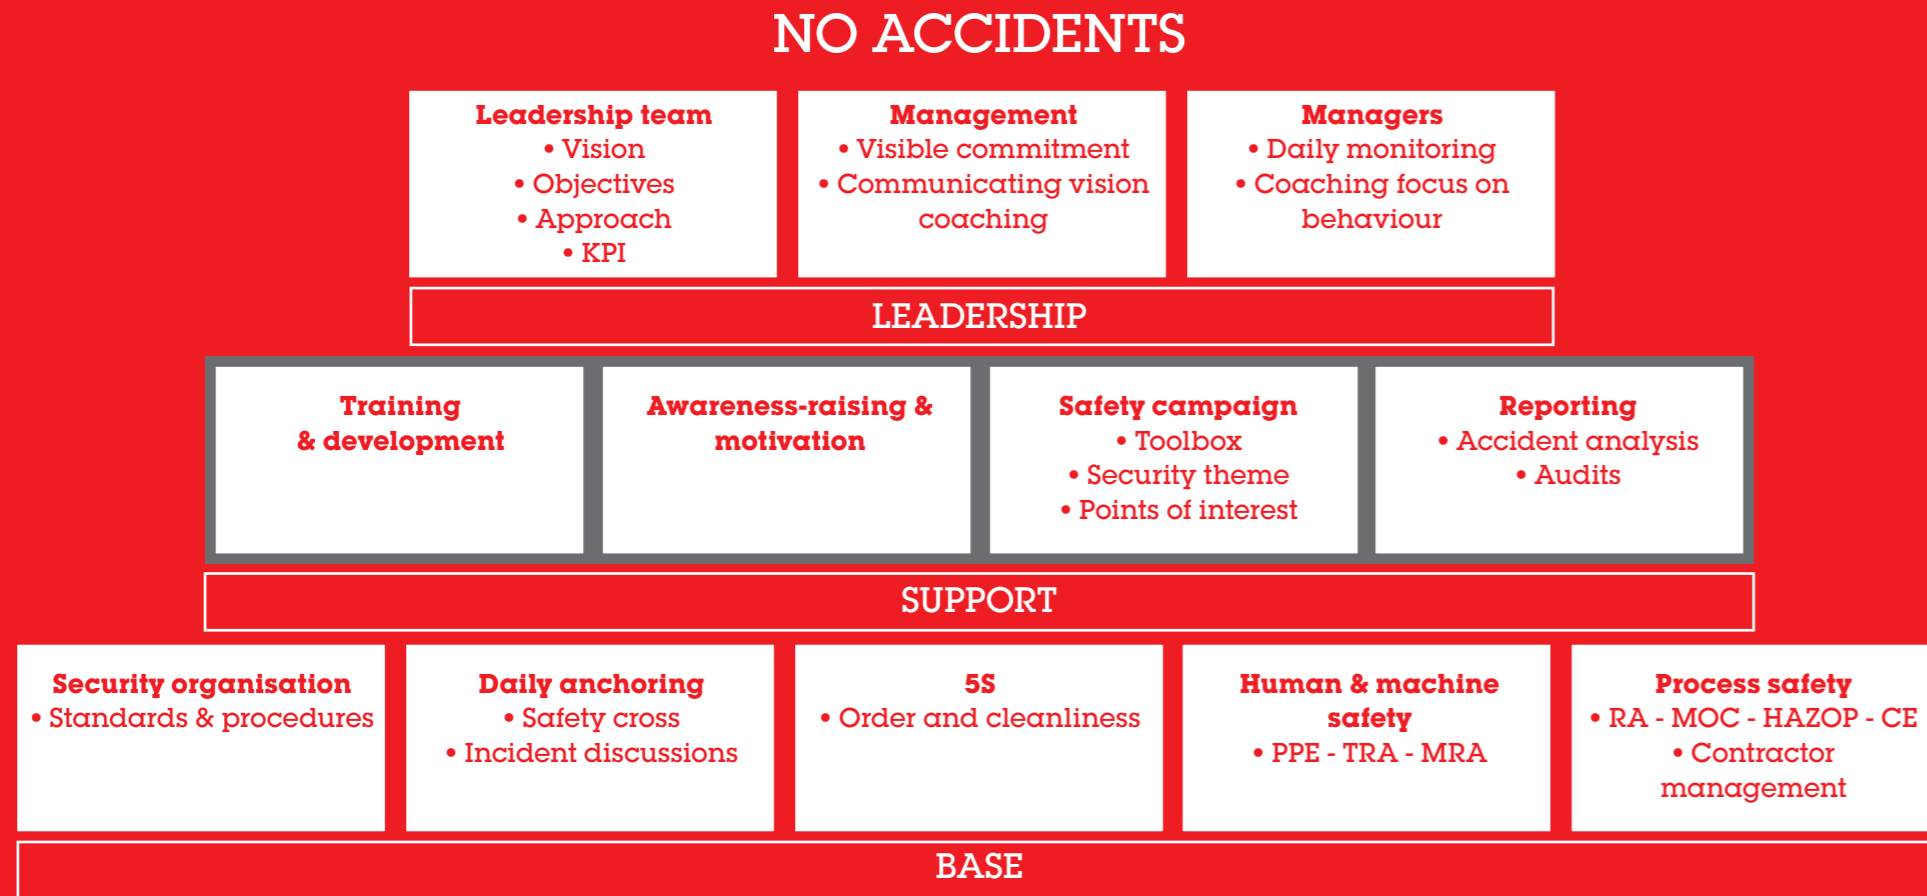 NO ACCIDENTS
Leadership team
• Vision
• Objectives
• Approach
• KPI
Management
• Visible commitment
• Communicating vision
coaching
Managers
• Daily monitoring
• Coaching focus on
behaviour
LEADERSHIP
Training
& development
Awareness-raising &
motivation
Safety campaign
• Toolbox
• Security theme
• Points of interest
Reporting
• Accident analysis
• Audits
SUPPORT
Security organisation
• Standards & procedures
Daily anchoring
• Safety cross
• Incident discussions
5S
• Order and cleanliness
Human & machine
safety
• PPE - TRA - MRA
Process safety
• RA - MOC - HAZOP - CE
• Contractor
management
BASE